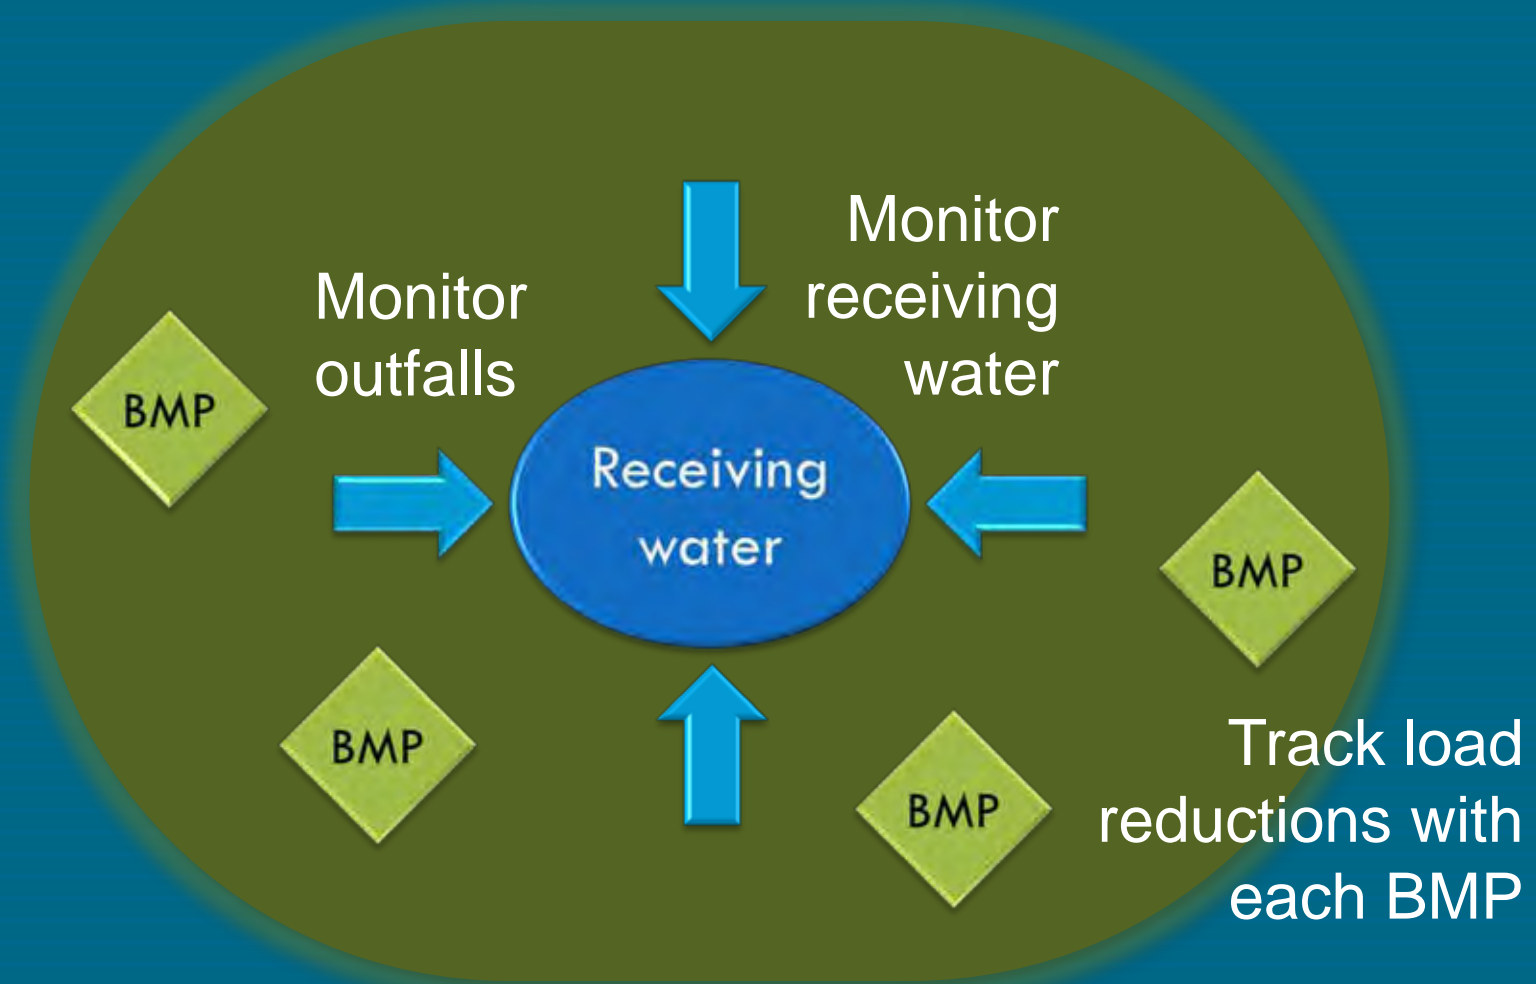 Monitor
receiving
water
Monitor
outfalls
BMP
Receiving
water
BMP
BMP
BMP
Track load
reductions with
each BMP